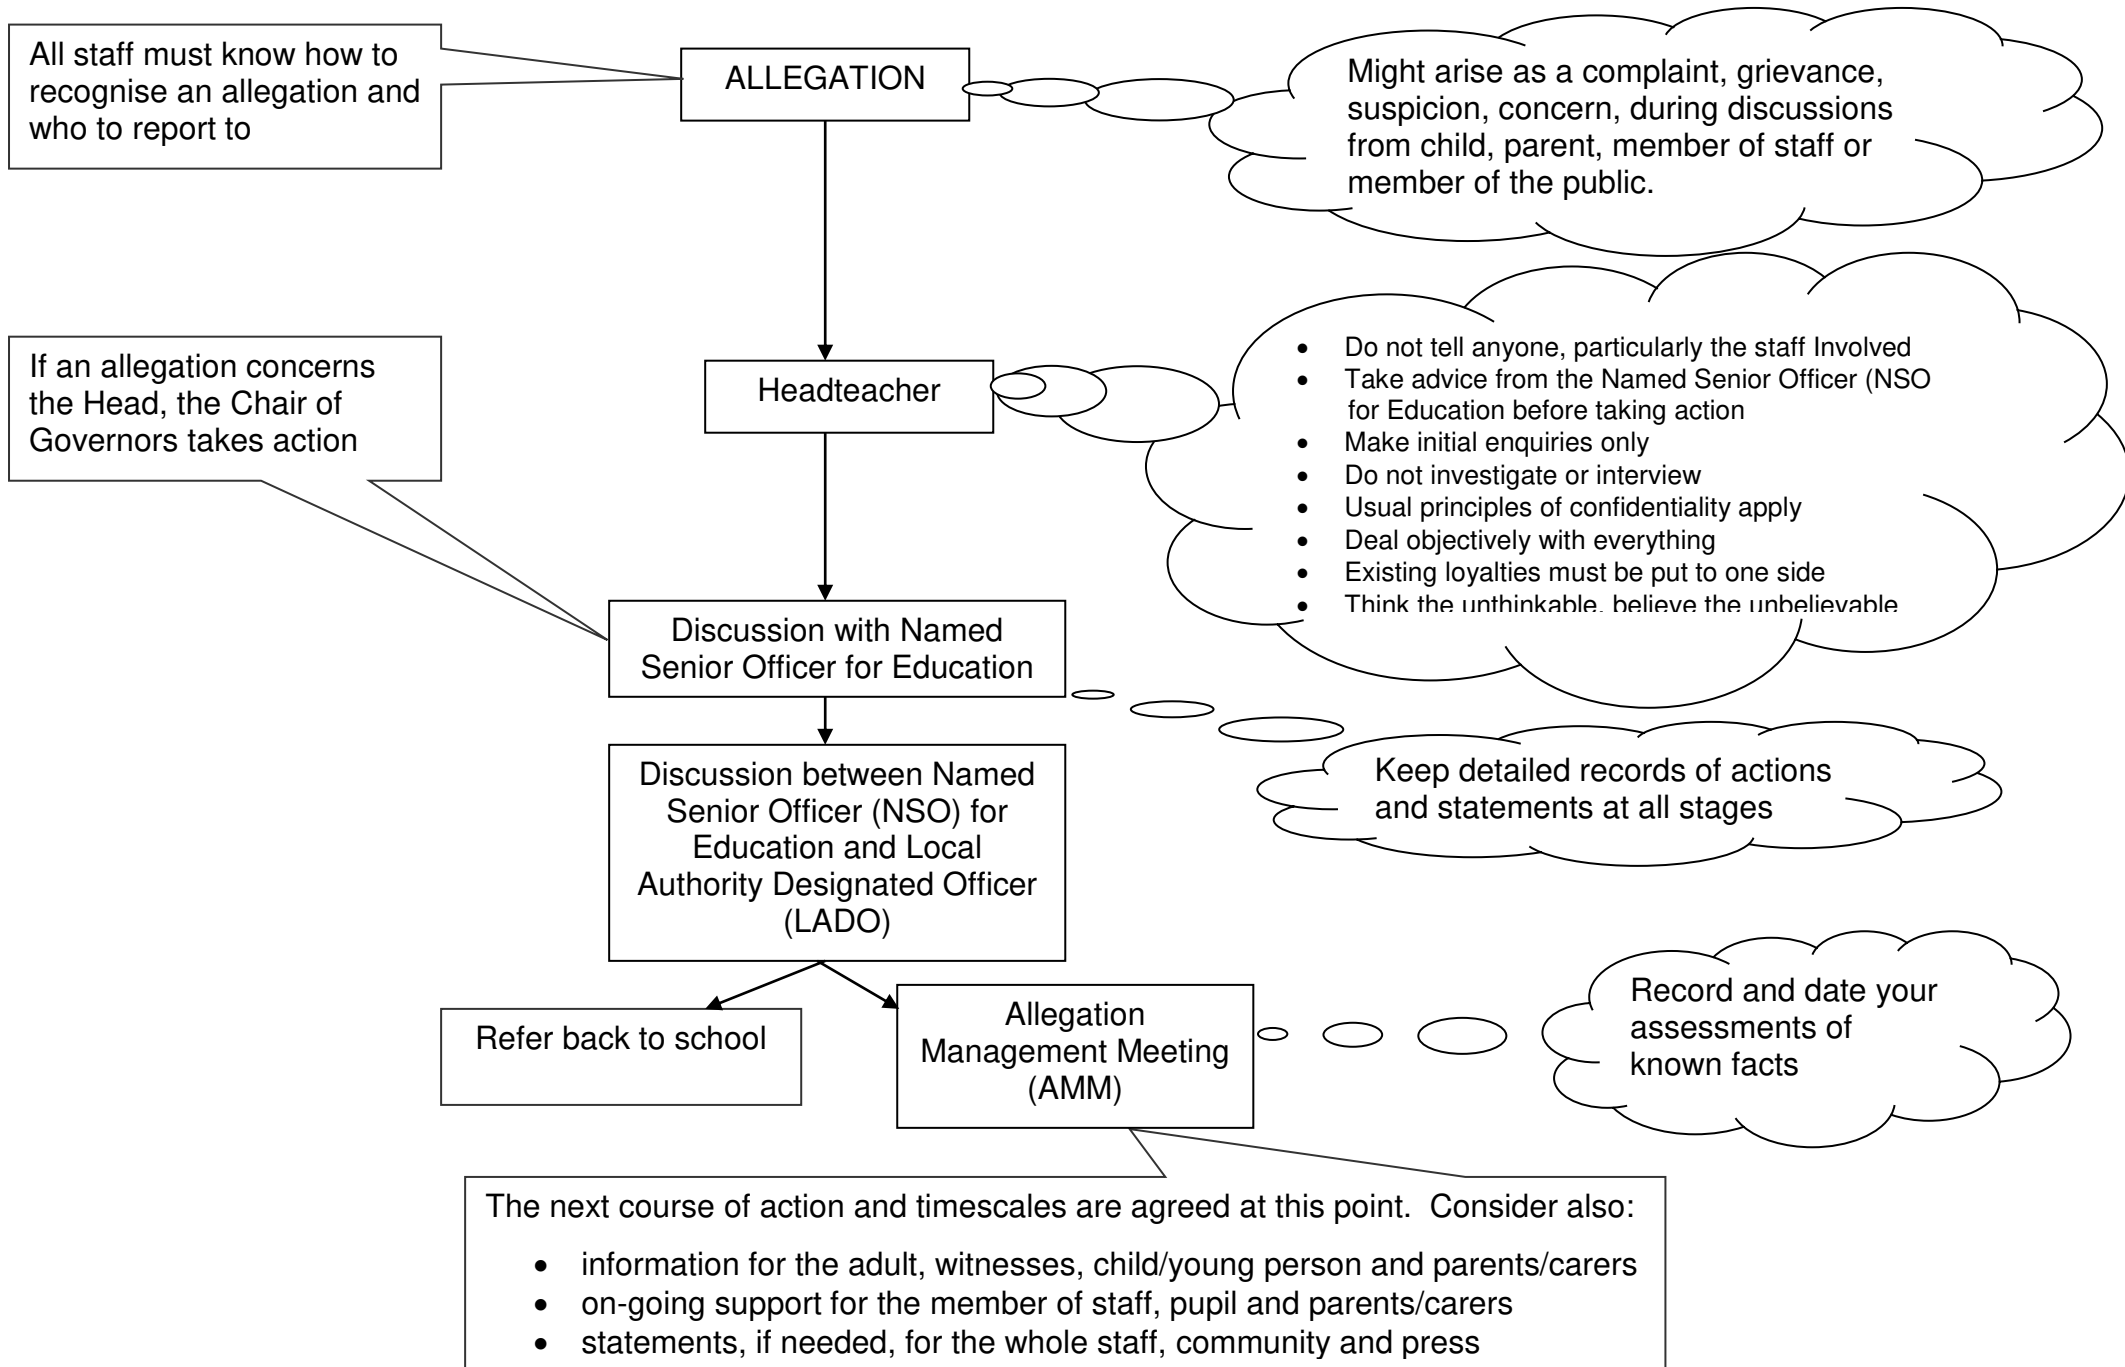 All staff must know how to
recognise an allegation and
who to report to
ALLEGATION
Might arise as a complaint, grievance,
suspicion, concern, during discussions
from child, parent, member of staff or
member of the public.
If an allegation concerns
the Head, the Chair of
Governors takes action
Headteacher
• Do not tell anyone, particularly the staff Involved
• Take advice from the Named Senior Officer (NSO
for Education before taking action
• Make initial enquiries only
• Do not investigate or interview
• Usual principles of confidentiality apply
• Deal objectively with everything
• Existing loyalties must be put to one side
• Think the unthinkable, believe the unbelievable
Discussion with Named
Senior Officer for Education
Keep detailed records of actions
and statements at all stages
Discussion between Named
Senior Officer (NSO) for
Education and Local
Authority Designated Officer
(LADO)
Refer back to school
Allegation
Management Meeting
(AMM)
Record and date your
assessments of
known facts
The next course of action and timescales are agreed at this point.  Consider also:
• information for the adult, witnesses, child/young person and parents/carers
• on-going support for the member of staff, pupil and parents/carers
• statements, if needed, for the whole staff, community and press